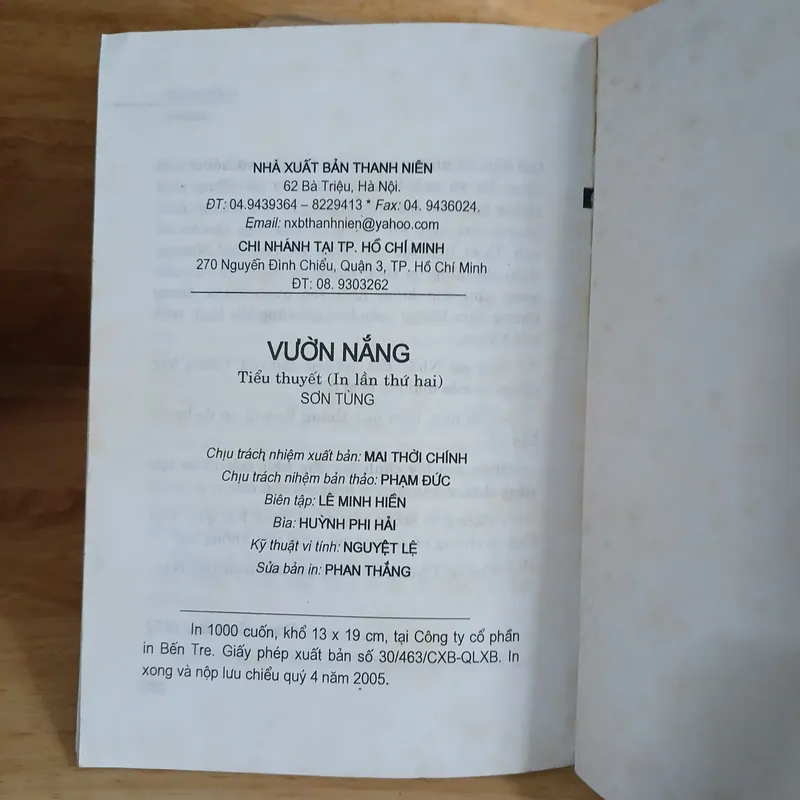 NHÀ XUẤT BẢN THANH NIÊN
62 Bà Triệu, Hà Nội.
ĐT: 04.9439364 – 8229413 * Fax: 04. 9436024.
Email: nxbthanhnien@yahoo.com
CHI NHÁNH TẠI TP. HỒ CHÍ MINH
270 Nguyễn Đình Chiểu, Quận 3, TP. Hồ Chí Minh
ĐT: 08. 9303262
VƯỜN NẮNG
Tiểu thuyết (In lần thứ hai)
SƠN TÙNG
Chịu trách nhiệm xuất bản: MAI THỜI CHÍNH
Chịu trách nihệm bản thảo: PHẠM ĐỨC
Biên tập: LÊ MINH HIỀN
Bìa: HUỲNH PHI HẢI
Kỹ thuật vi tính: NGUYỆT LỆ
Sửa bản in: PHAN THẮNG
In 1000 cuốn, khổ 13 x 19 cm, tại Công ty cổ phần
in Bến Tre. Giấy phép xuất bản số 30/463/CXB-QLXB. In
xong và nộp lưu chiểu quý 4 năm 2005.